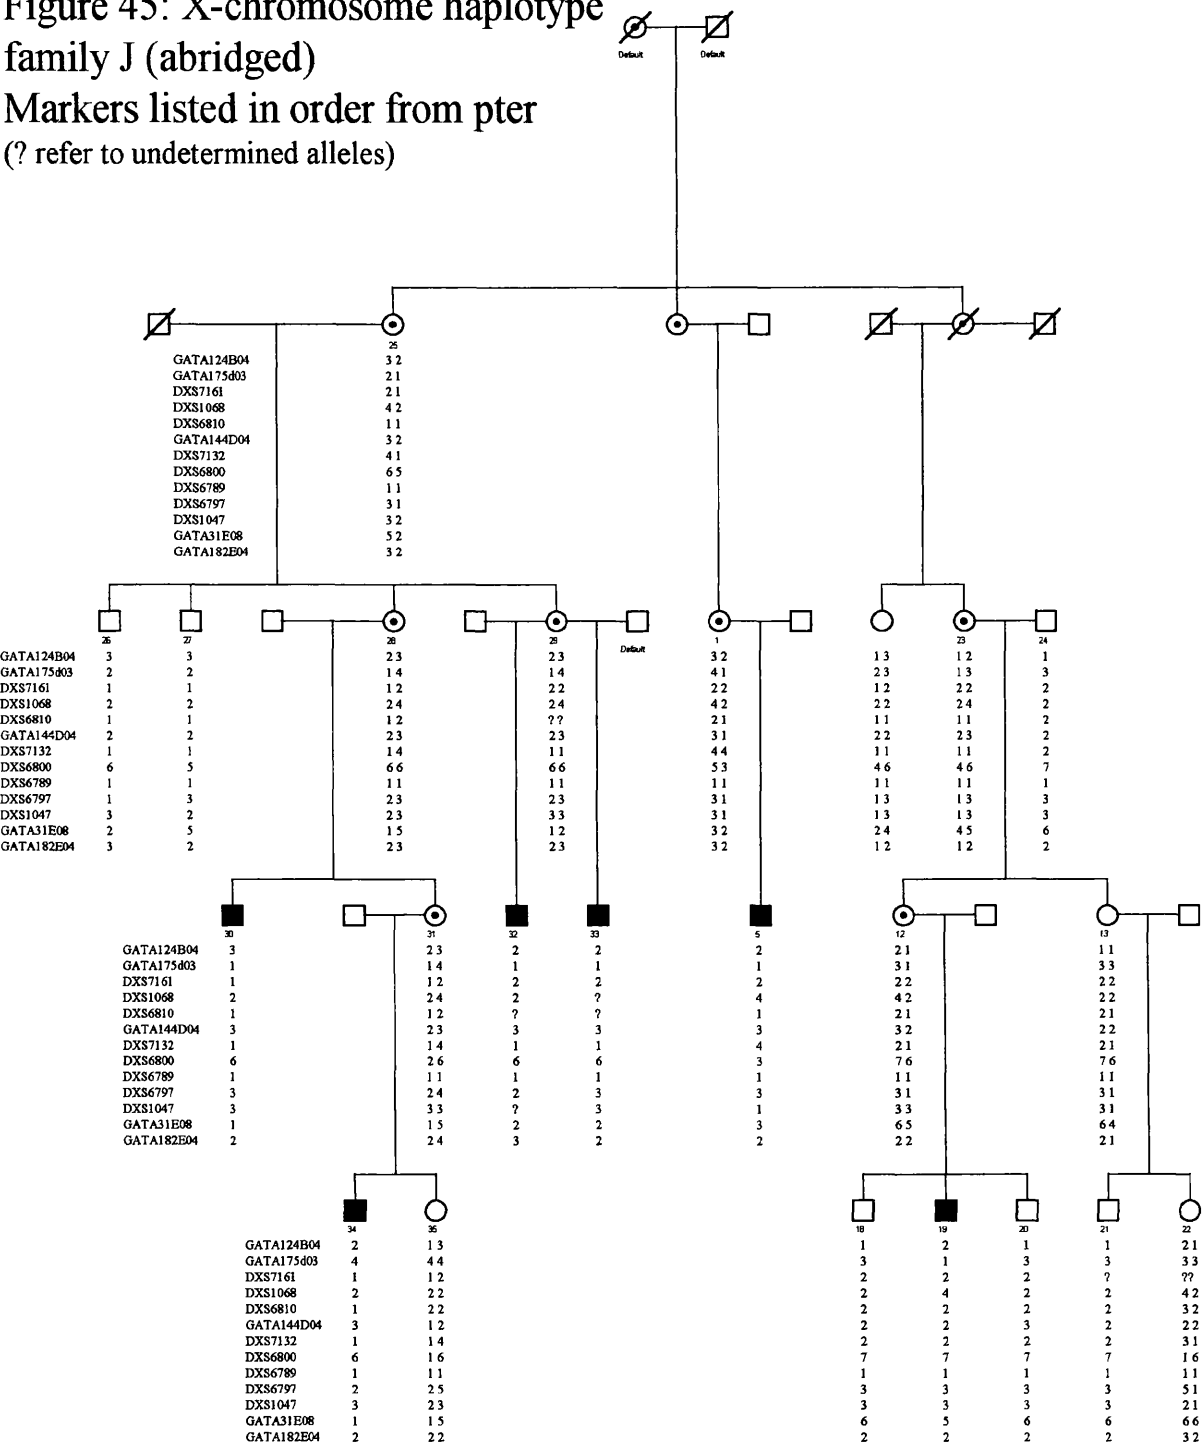 Figure 45: X-chromosome haplotype
family J (abridged)
Markers listed in order from pter
(? refer to undetermined alleles)
Default Default
25
GATA124B04 3 2
GATA175d03 2 1
DXS7161 2 1
DXS1068 4 2
DXS6810 1 1
GATA144D04 3 2
DXS7132 4 1
DXS6800 6 5
DXS6789 1 1
DXS6797 3 1
DXS1047 3 2
GATA31E08 5 2
GATA182E04 3 2
26 27 28 29 Default 1 23 24
GATA124B04 3 3 2 3 2 3 3 2 1 3 1 2 1
GATA175d03 2 2 1 4 1 4 4 1 2 3 1 3 3
DXS7161 1 1 1 2 2 2 2 2 1 2 2 2 2
DXS1068 2 2 2 4 2 4 4 2 2 2 2 4 2
DXS6810 1 1 1 2 ? ? 2 1 1 1 1 1 2
GATA144D04 2 2 2 3 2 3 3 1 2 2 2 3 2
DXS7132 1 1 1 4 1 1 4 4 1 1 1 1 2
DXS6800 6 5 6 6 6 6 5 3 4 6 4 6 7
DXS6789 1 1 1 1 1 1 1 1 1 1 1 1 1
DXS6797 1 3 2 3 2 3 3 1 1 3 1 3 3
DXS1047 3 2 2 3 3 3 3 1 1 3 1 3 3
GATA31E08 2 5 1 5 1 2 3 2 2 4 4 5 6
GATA182E04 3 2 2 3 2 3 3 2 1 2 1 2 2
30 31 32 33 5 12 13
GATA124B04 3 2 3 2 2 2 2 1 1 1
GATA175d03 1 1 4 1 1 1 3 1 3 3
DXS7161 1 1 2 2 2 2 2 2 2 2
DXS1068 2 2 4 2 ? 4 4 2 2 2
DXS6810 1 1 2 ? ? 1 2 1 2 1
GATA144D04 3 2 3 3 3 3 3 2 2 2
DXS7132 1 1 4 1 1 4 2 1 2 1
DXS6800 6 2 6 6 6 3 7 6 7 6
DXS6789 1 1 1 1 1 1 1 1 1 1
DXS6797 3 2 4 2 3 3 3 1 3 1
DXS1047 3 3 3 ? 3 1 3 3 3 1
GATA31E08 1 1 5 2 2 3 6 5 6 4
GATA182E04 2 2 4 3 2 2 2 2 2 1
34 35 18 19 20 21 22
GATA124B04 2 1 3 1 2 1 1 2 1
GATA175d03 4 4 4 3 1 3 3 3 3
DXS7161 1 1 2 2 2 2 ? ? ?
DXS1068 2 2 2 2 4 2 2 4 2
DXS6810 1 2 2 2 2 2 2 3 2
GATA144D04 3 1 2 2 2 3 2 2 2
DXS7132 1 1 4 2 2 2 2 3 1
DXS6800 6 1 6 7 7 7 7 1 6
DXS6789 1 1 1 1 1 1 1 1 1
DXS6797 2 2 5 3 3 3 3 5 1
DXS1047 3 2 3 3 3 3 3 2 1
GATA31E08 1 1 5 6 5 6 6 6 6
GATA182E04 2 2 2 2 2 2 2 3 2